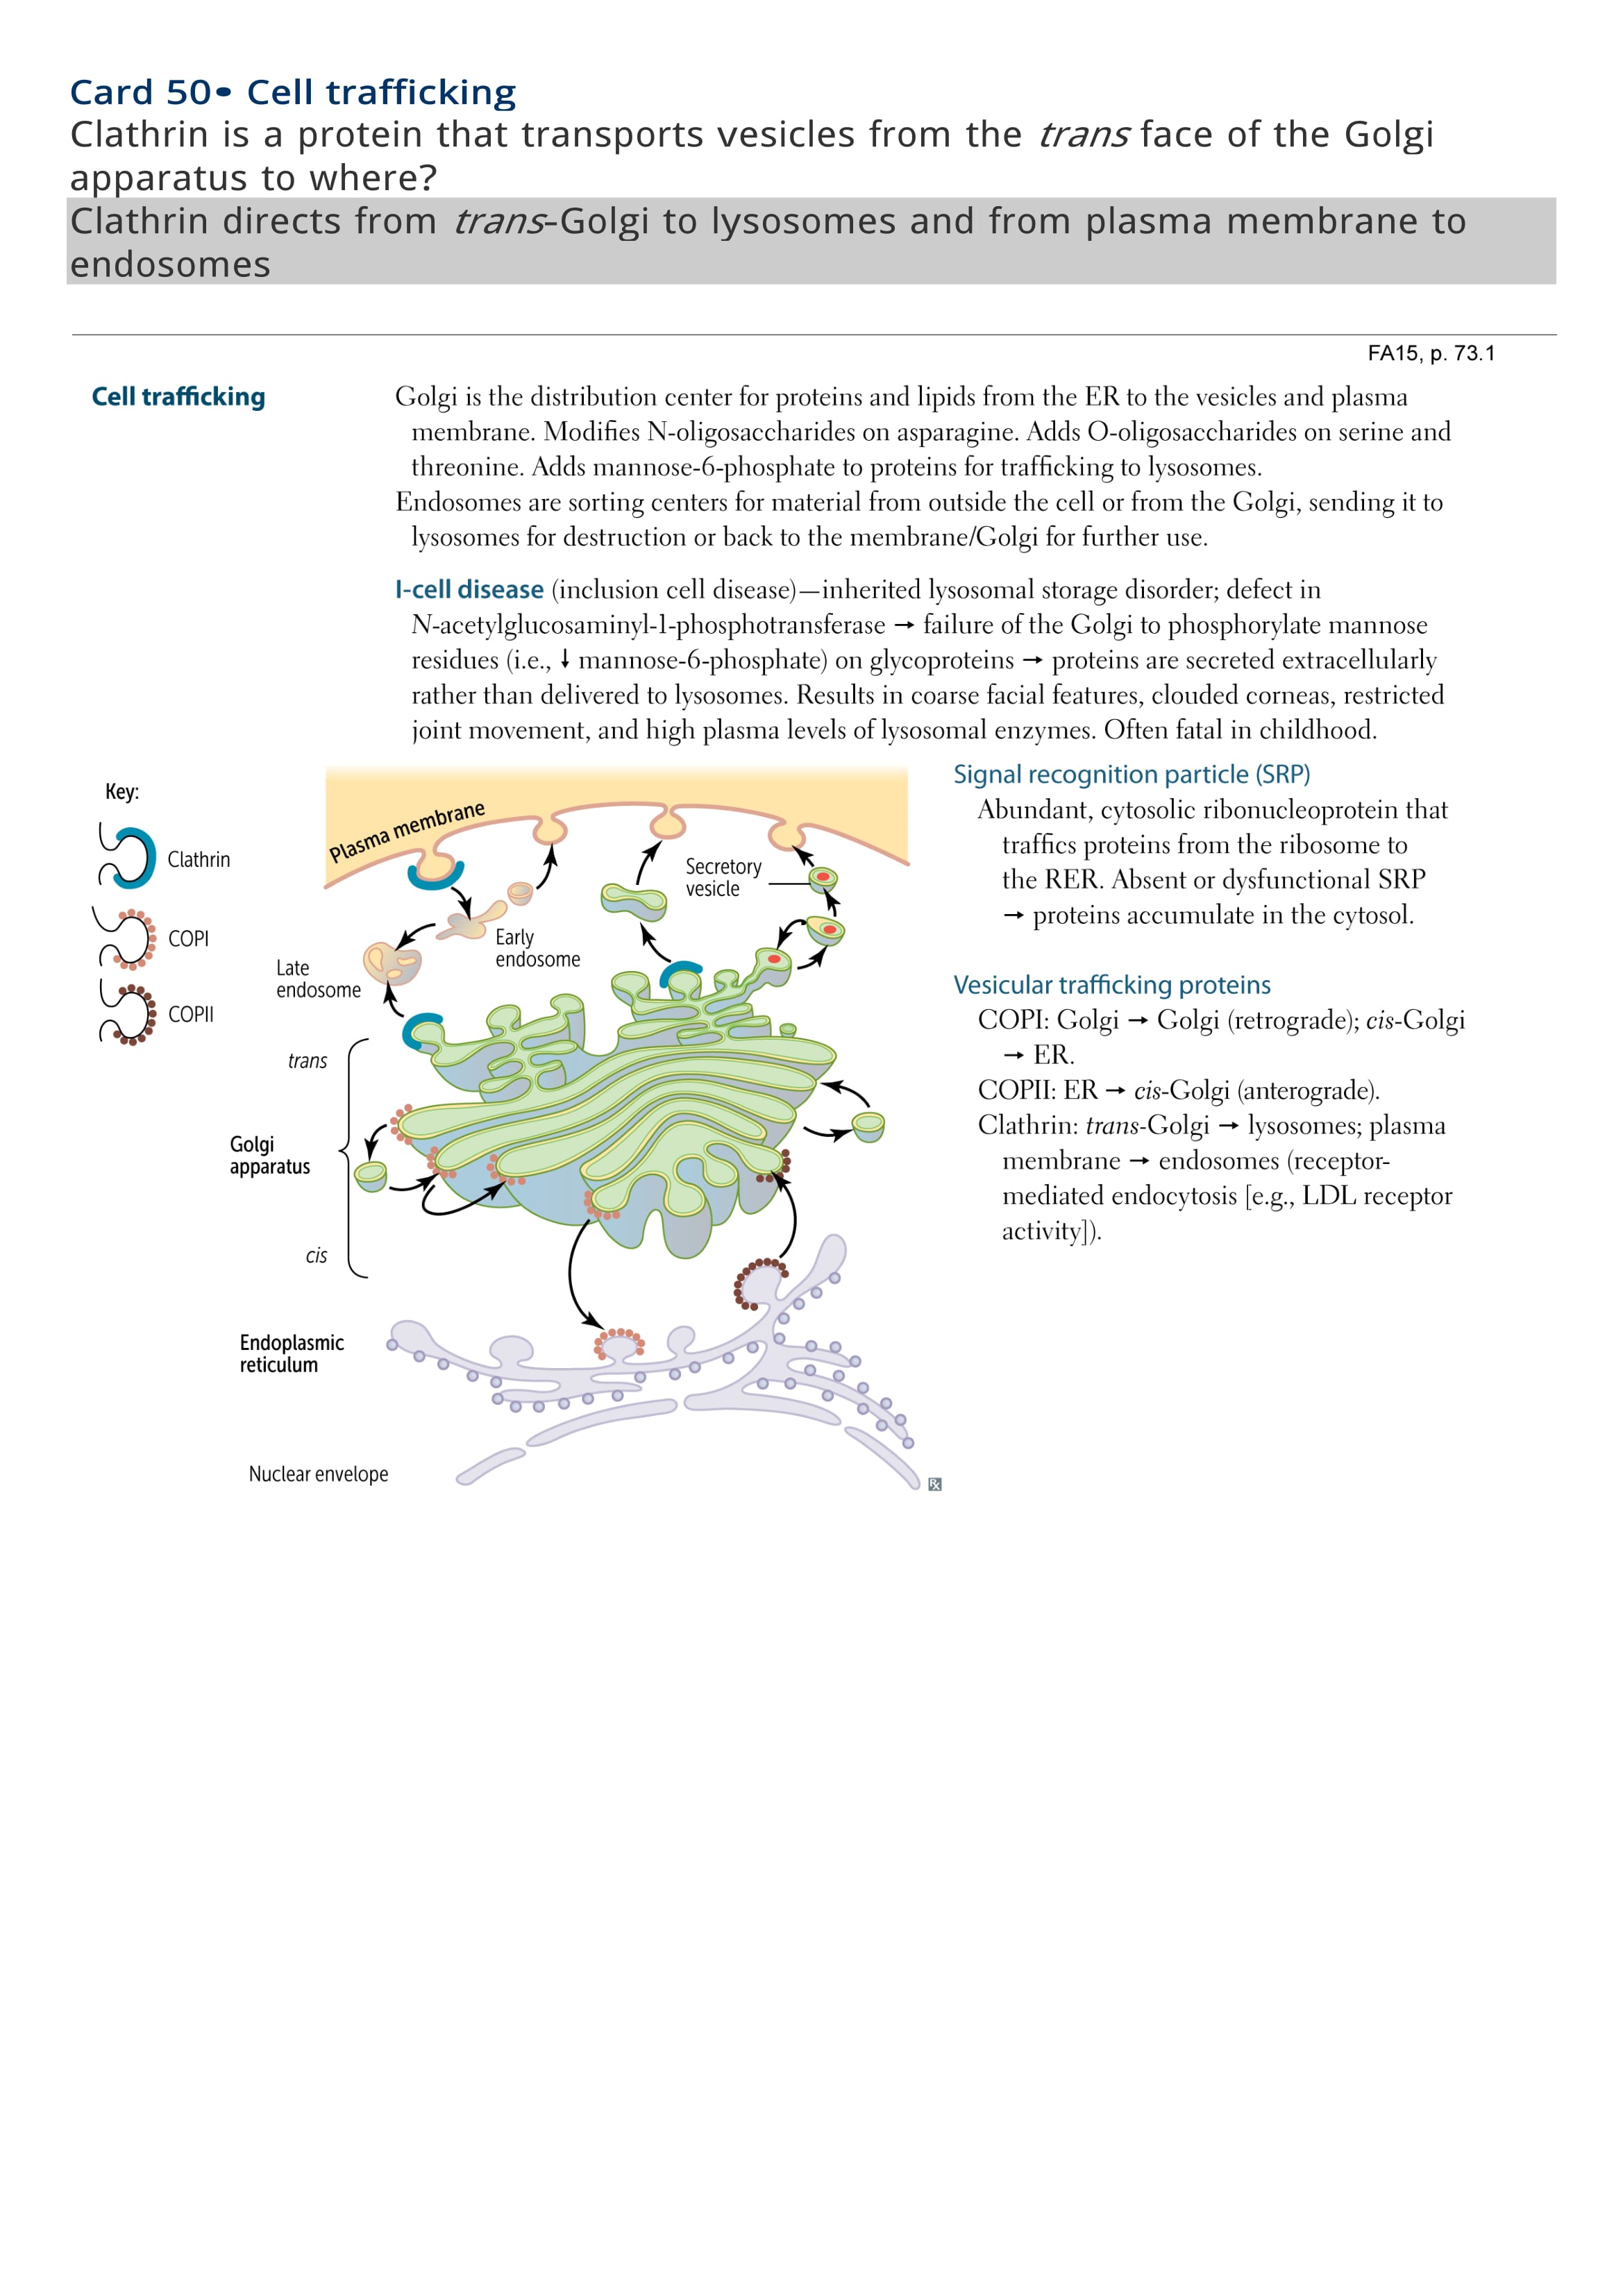 Card 50• Cell trafficking
Clathrin is a protein that transports vesicles from the trans face of the Golgi
apparatus to where?
Clathrin directs from trans-Golgi to lysosomes and from plasma membrane to
endosomes
FA15, p. 73.1
Cell trafficking
Golgi is the distribution center for proteins and lipids from the ER to the vesicles and plasma
membrane. Modifies N-oligosaccharides on asparagine. Adds O-oligosaccharides on serine and
threonine. Adds mannose-6-phosphate to proteins for trafficking to lysosomes.
Endosomes are sorting centers for material from outside the cell or from the Golgi, sending it to
lysosomes for destruction or back to the membrane/Golgi for further use.
I-cell disease (inclusion cell disease)—inherited lysosomal storage disorder; defect in
N-acetylglucosaminyl-1-phosphotransferase → failure of the Golgi to phosphorylate mannose
residues (i.e., ↓ mannose-6-phosphate) on glycoproteins → proteins are secreted extracellularly
rather than delivered to lysosomes. Results in coarse facial features, clouded corneas, restricted
joint movement, and high plasma levels of lysosomal enzymes. Often fatal in childhood.
Key:
Clathrin
COPI
COPII
Plasma membrane
Secretory
vesicle
Early
endosome
Late
endosome
trans
Golgi
apparatus
cis
Endoplasmic
reticulum
Nuclear envelope
Rx
Signal recognition particle (SRP)
Abundant, cytosolic ribonucleoprotein that
traffics proteins from the ribosome to
the RER. Absent or dysfunctional SRP
→ proteins accumulate in the cytosol.
Vesicular trafficking proteins
COPI: Golgi → Golgi (retrograde); cis-Golgi
→ ER.
COPII: ER → cis-Golgi (anterograde).
Clathrin: trans-Golgi → lysosomes; plasma
membrane → endosomes (receptor-
mediated endocytosis [e.g., LDL receptor
activity]).